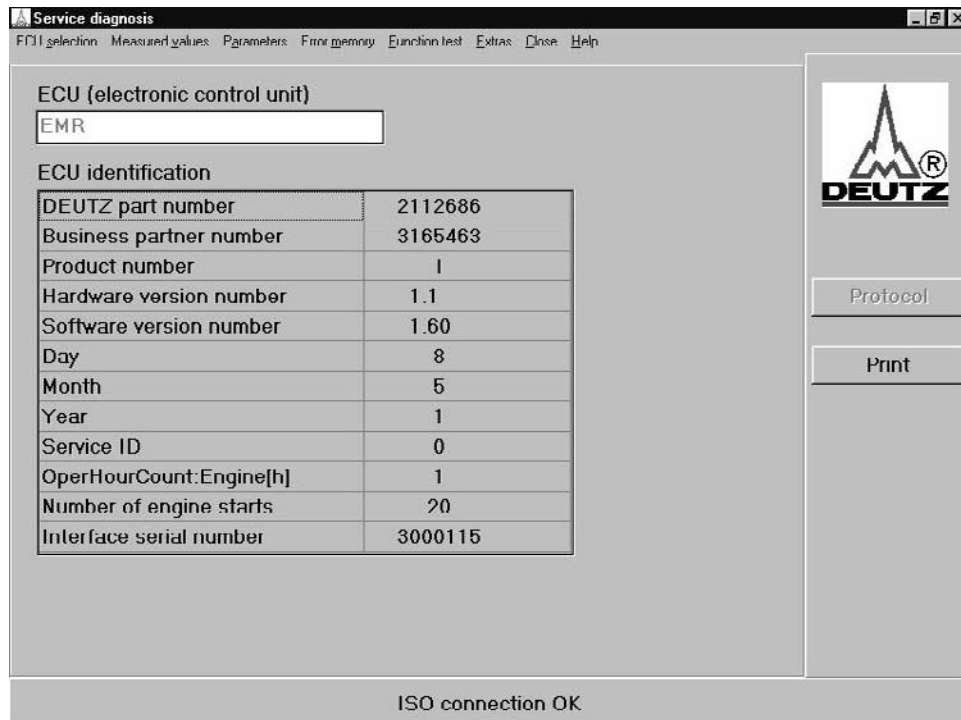 Service diagnosis
ECU selection Measured values Parameters Error memory Function test Extras Close Help
ECU (electronic control unit)
EMR
ECU identification
DEUTZ part number 2112686
Business partner number 3165463
Product number I
Hardware version number 1.1
Software version number 1.60
Day 8
Month 5
Year 1
Service ID 0
OperHourCount:Engine[h] 1
Number of engine starts 20
Interface serial number 3000115
®
DEUTZ
Protocol
Print
ISO connection OK